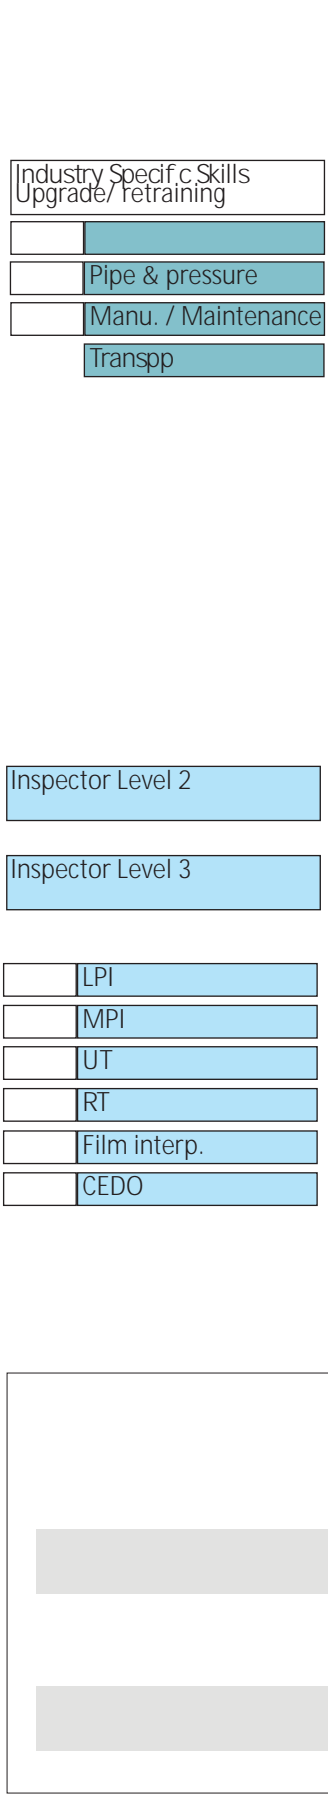 Industry Specif c Skills
Upgrade/ retraining
Pipe & pressure
Manu. / Maintenance
Transpp
Inspector Level 2
Inspector Level 3
LPI
MPI
UT
RT
Film interp.
CEDO